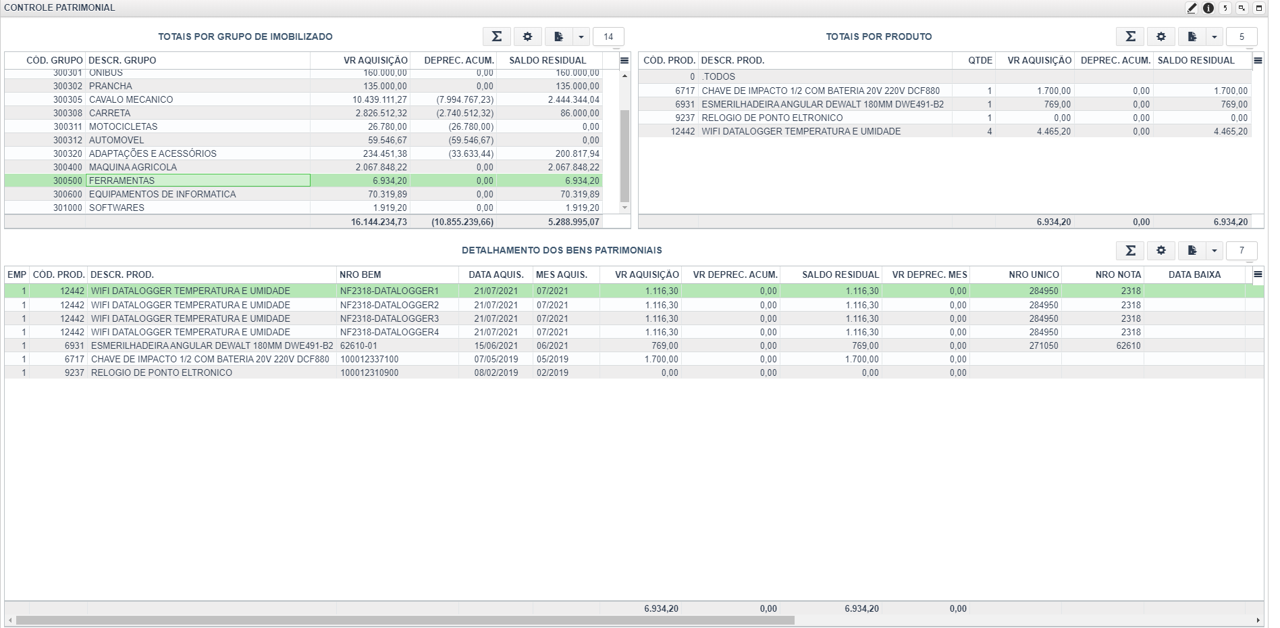 CONTROLE PATRIMONIAL
TOTAIS POR GRUPO DE IMOBILIZADO 14
CÓD. GRUPO DESCR. GRUPO VR AQUISIÇÃO DEPREC. ACUM. SALDO RESIDUAL
300301 ONIBUS 160.000,00 0,00 160.000,00
300302 PRANCHA 135.000,00 0,00 135.000,00
300305 CAVALO MECANICO 10.439.111,27 (7.994.767,23) 2.444.344,04
300308 CARRETA 2.826.512,32 (2.740.512,32) 86.000,00
300311 MOTOCICLETAS 26.780,00 (26.780,00) 0,00
300312 AUTOMOVEL 59.546,67 (59.546,67) 0,00
300320 ADAPTAÇÕES E ACESSÓRIOS 234.451,38 (33.633,44) 200.817,94
300400 MAQUINA AGRICOLA 2.067.848,22 0,00 2.067.848,22
300500 FERRAMENTAS 6.934,20 0,00 6.934,20
300600 EQUIPAMENTOS DE INFORMATICA 70.319,89 0,00 70.319,89
301000 SOFTWARES 1.919,20 0,00 1.919,20
16.144.234,73 (10.855.239,66) 5.288.995,07
TOTAIS POR PRODUTO 5
CÓD. PROD. DESCR. PROD. QTDE VR AQUISIÇÃO DEPREC. ACUM. SALDO RESIDUAL
0 .TODOS
6717 CHAVE DE IMPACTO 1/2 COM BATERIA 20V 220V DCF880 1 1.700,00 0,00 1.700,00
6931 ESMERILHADEIRA ANGULAR DEWALT 180MM DWE491-B2 1 769,00 0,00 769,00
9237 RELOGIO DE PONTO ELTRONICO 1 0,00 0,00 0,00
12442 WIFI DATALOGGER TEMPERATURA E UMIDADE 4 4.465,20 0,00 4.465,20
6.934,20 0,00 6.934,20
DETALHAMENTO DOS BENS PATRIMONIAIS 7
EMP CÓD. PROD. DESCR. PROD. NRO BEM DATA AQUIS. MES AQUIS. VR AQUISIÇÃO VR DEPREC. ACUM. SALDO RESIDUAL VR DEPREC. MES NRO UNICO NRO NOTA DATA BAIXA
1 12442 WIFI DATALOGGER TEMPERATURA E UMIDADE NF2318-DATALOGGER1 21/07/2021 07/2021 1.116,30 0,00 1.116,30 0,00 284950 2318
1 12442 WIFI DATALOGGER TEMPERATURA E UMIDADE NF2318-DATALOGGER2 21/07/2021 07/2021 1.116,30 0,00 1.116,30 0,00 284950 2318
1 12442 WIFI DATALOGGER TEMPERATURA E UMIDADE NF2318-DATALOGGER3 21/07/2021 07/2021 1.116,30 0,00 1.116,30 0,00 284950 2318
1 12442 WIFI DATALOGGER TEMPERATURA E UMIDADE NF2318-DATALOGGER4 21/07/2021 07/2021 1.116,30 0,00 1.116,30 0,00 284950 2318
1 6931 ESMERILHADEIRA ANGULAR DEWALT 180MM DWE491-B2 62610-01 15/06/2021 06/2021 769,00 0,00 769,00 0,00 271050 62610
1 6717 CHAVE DE IMPACTO 1/2 COM BATERIA 20V 220V DCF880 100012337100 07/05/2019 05/2019 1.700,00 0,00 1.700,00 0,00
1 9237 RELOGIO DE PONTO ELTRONICO 100012310900 08/02/2019 02/2019 0,00 0,00 0,00 0,00
6.934,20 0,00 6.934,20 0,00